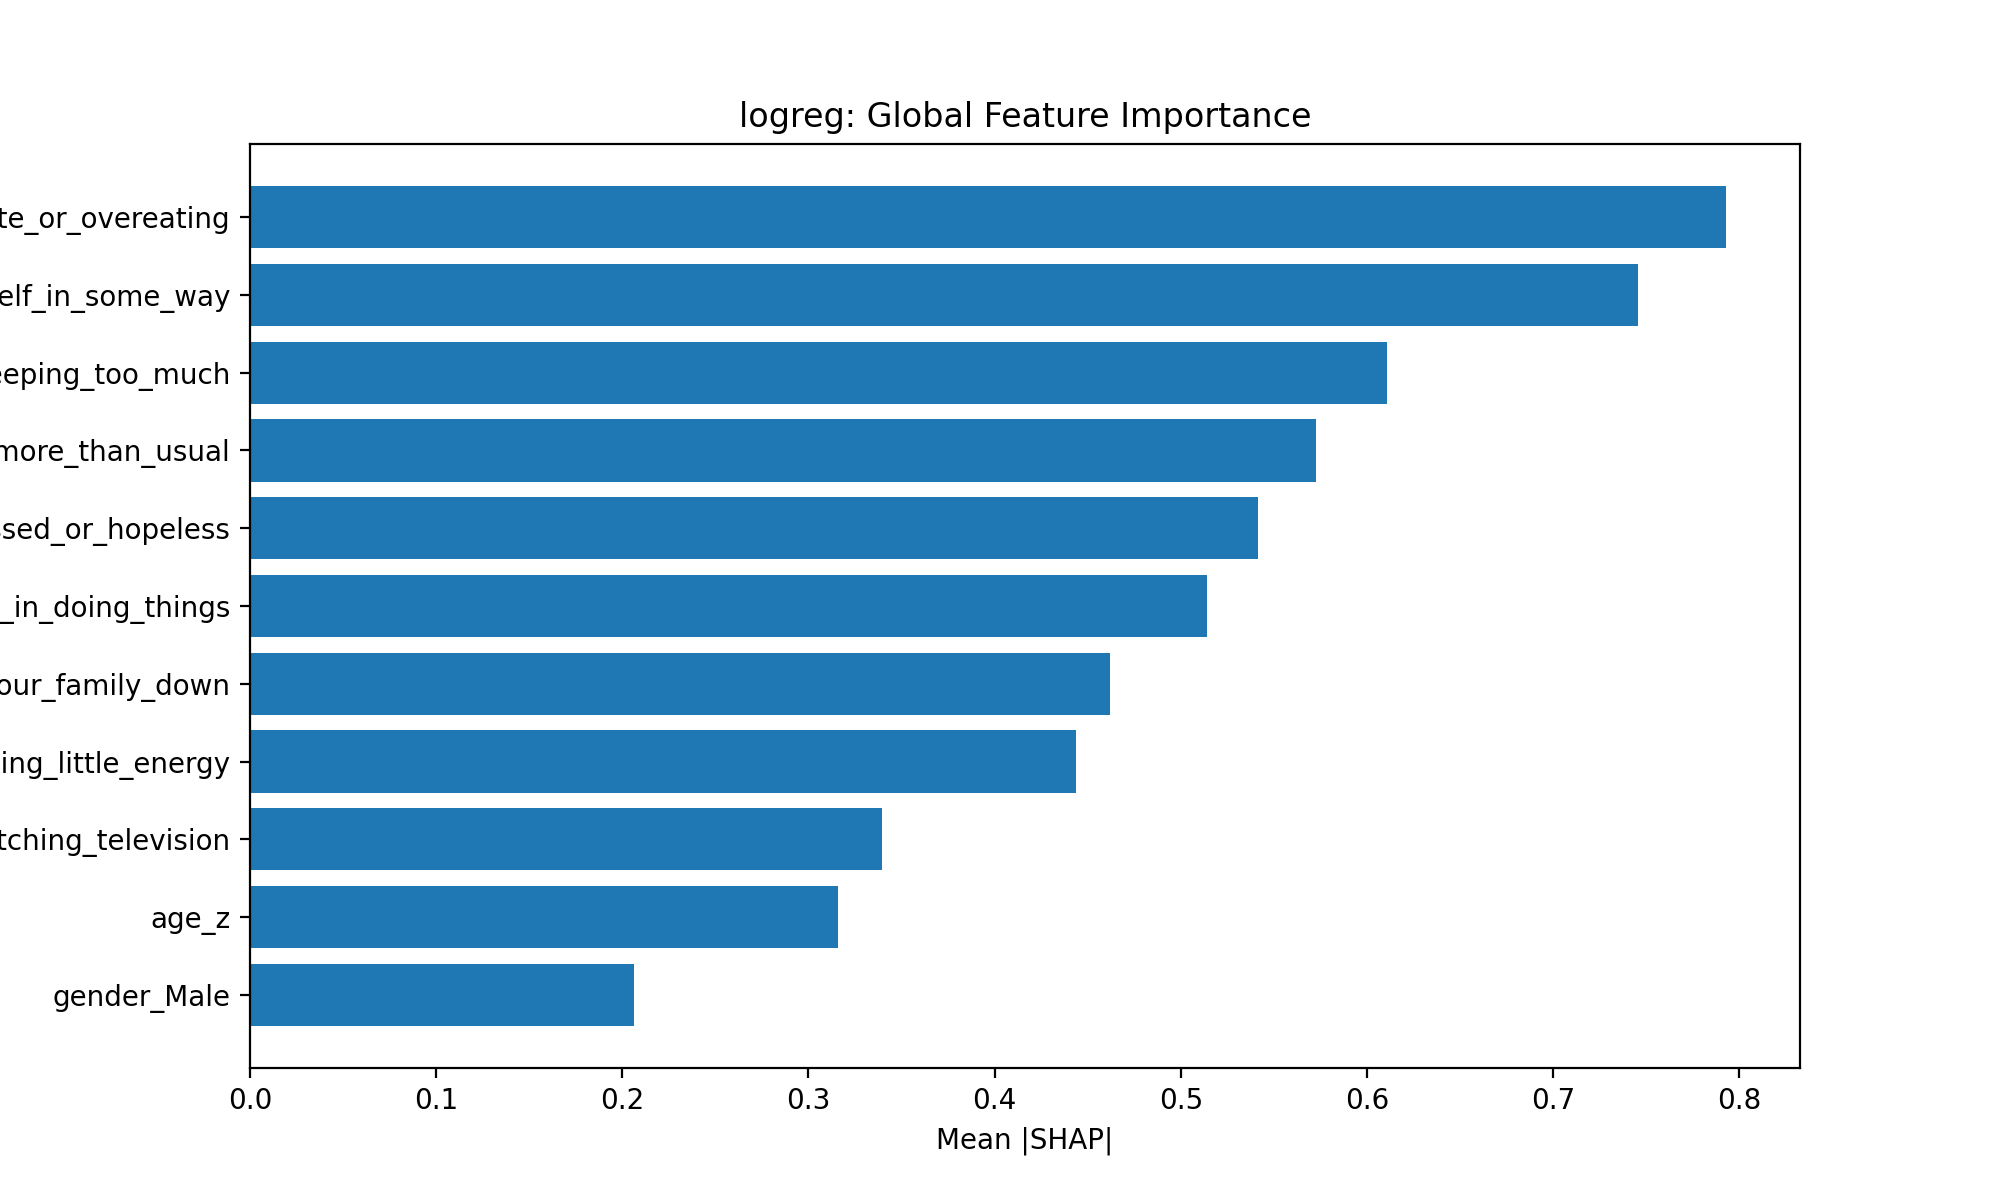 logreg: Global Feature Importance
te_or_overeating
elf_in_some_way
eeping_too_much
more_than_usual
ssed_or_hopeless
_in_doing_things
our_family_down
ing_little_energy
tching_television
age_z
gender_Male
0.0 0.1 0.2 0.3 0.4 0.5 0.6 0.7 0.8
Mean |SHAP|